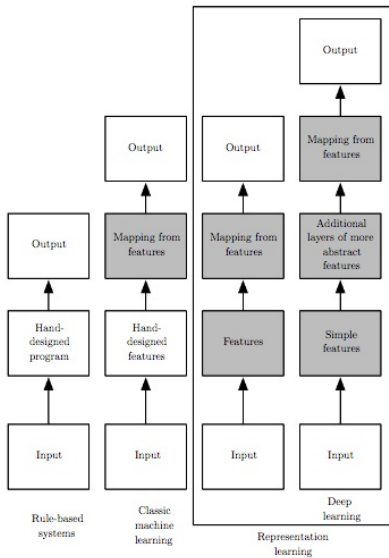 Output
Output
Output
Mapping from
features
Output
Mapping from
features
Mapping from
features
Additional
layers of more
abstract
features
Hand-
designed
program
Hand-
designed
features
Features
Simple
features
Input
Input
Input
Input
Rule-based
systems
Classic
machine
learning
Deep
learning
Representation
learning